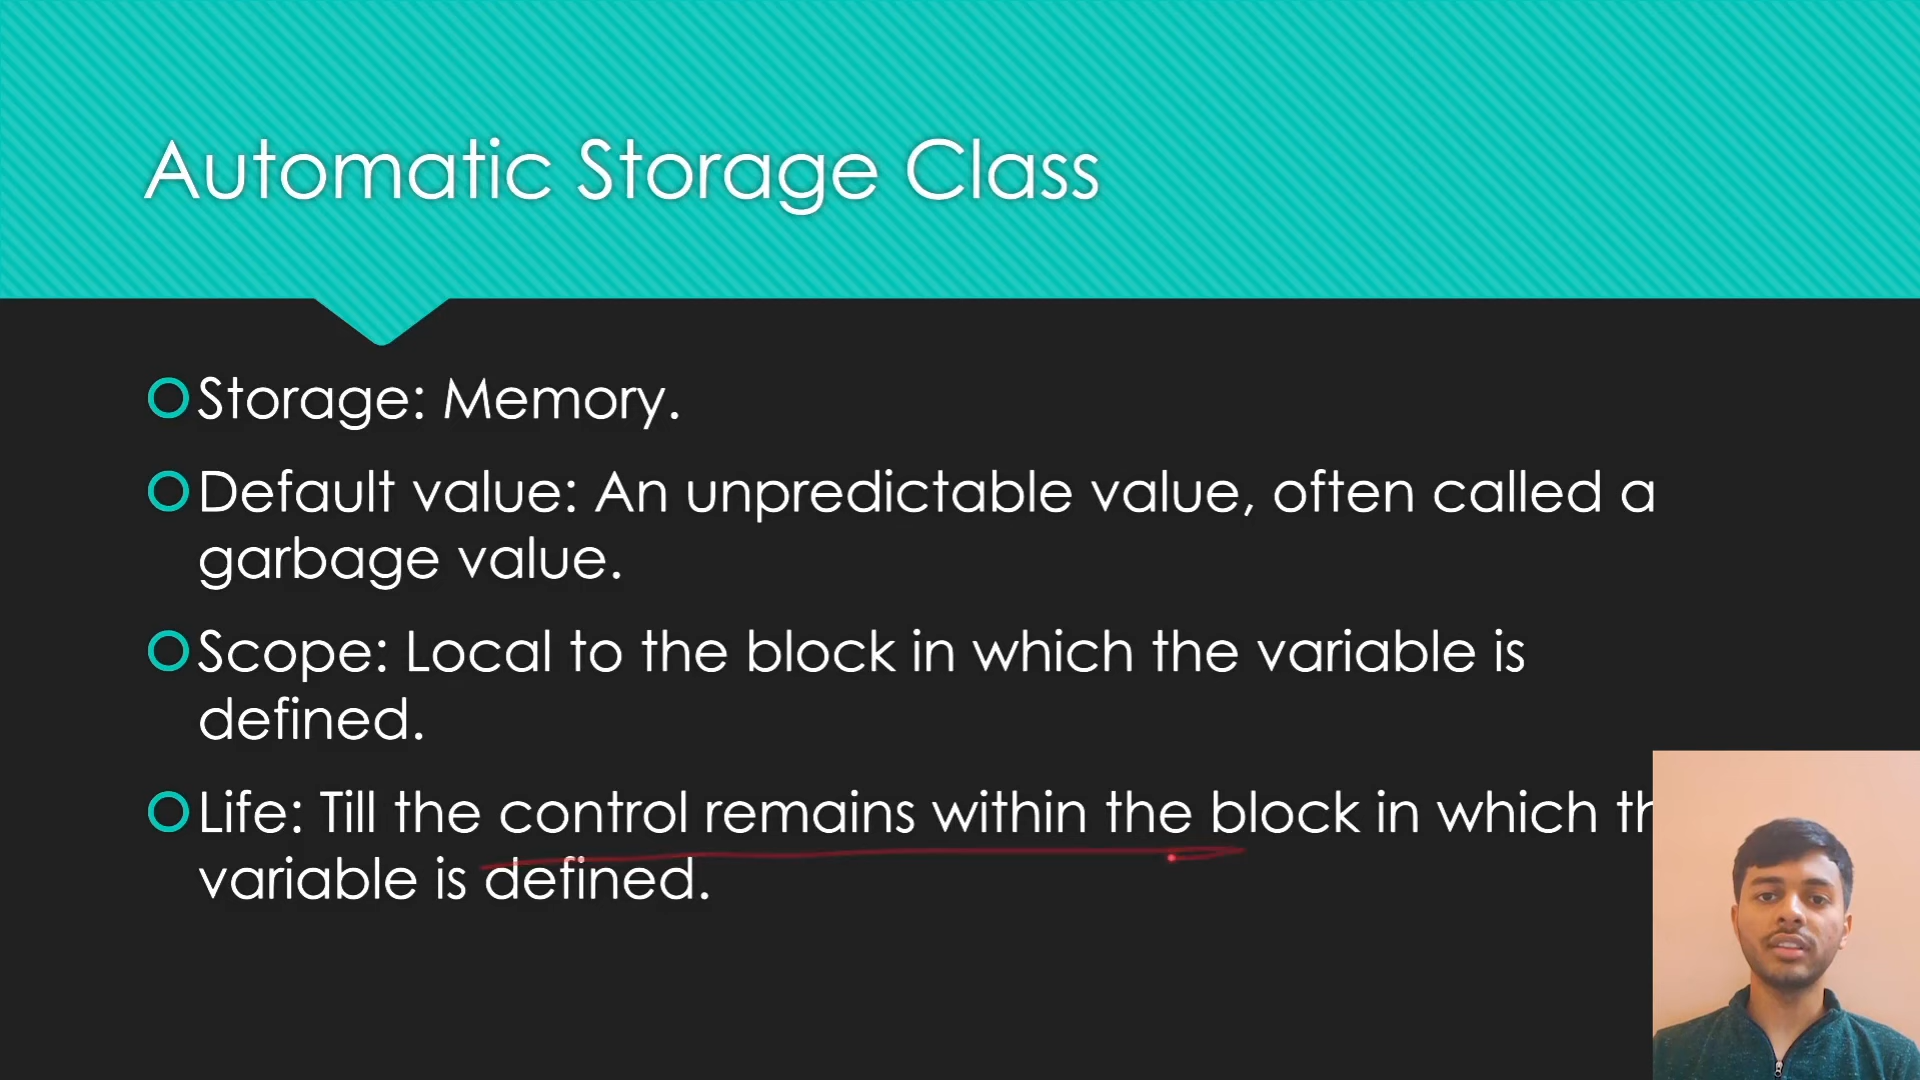 Automatic Storage Class
Storage: Memory.
Default value: An unpredictable value, often called a
garbage value.
Scope: Local to the block in which the variable is
defined.
Life: Till the control remains within the block in which
variable is defined.